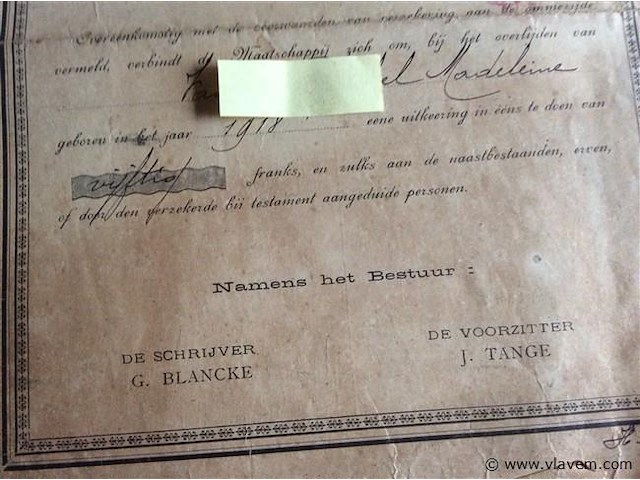 Overeenkomstig met de voorwaarden van verzekering aan de ommezijde
vermeld, verbindt de Maatschappij zich om, bij het overlijden van
Madeleine
geboren in het jaar 1918 eene uitkeering in ééns te doen van
vijftig franks, en zulks aan de naastbestaanden, erven,
of door den verzekerde bij testament aangeduide personen.
Namens het Bestuur :
DE SCHRIJVER
G. BLANCKE
DE VOORZITTER
J. TANGE
© www.vlavem.com